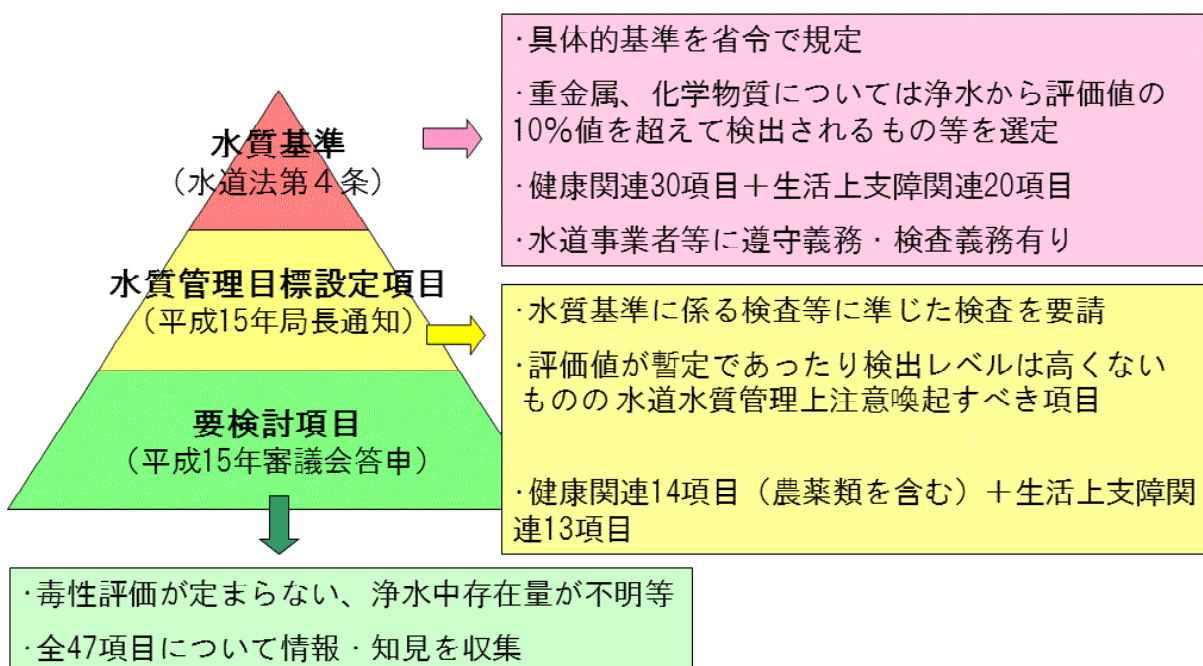 水質基準
（水道法第４条）
・具体的基準を省令で規定
・重金属、化学物質については浄水から評価値の
10％値を超えて検出されるもの等を選定
・健康関連30項目＋生活上支障関連20項目
・水道事業者等に遵守義務・検査義務有り
水質管理目標設定項目
（平成15年局長通知）
・水質基準に係る検査等に準じた検査を要請
・評価値が暫定であったり検出レベルは高くない
ものの水道水質管理上注意喚起すべき項目
・健康関連14項目（農薬類を含む）＋生活上支障関
連13項目
要検討項目
（平成15年審議会答申）
・毒性評価が定まらない、浄水中存在量が不明等
・全47項目について情報・知見を収集